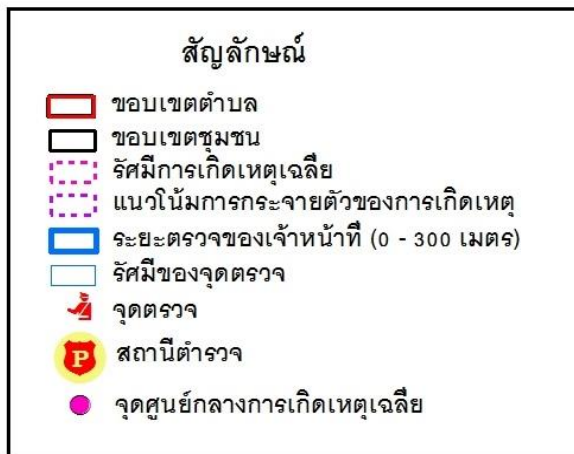 สัญลักษณ์
ขอบเขตตำบล
ขอบเขตชุมชน
รัศมีการเกิดเหตุเฉลี่ย
แนวโน้มการกระจายตัวของการเกิดเหตุ
ระยะตรวจของเจ้าหน้าที่ (0 - 300 เมตร)
รัศมีของจุดตรวจ
จุดตรวจ
P สถานีตำรวจ
จุดศูนย์กลางการเกิดเหตุเฉลี่ย